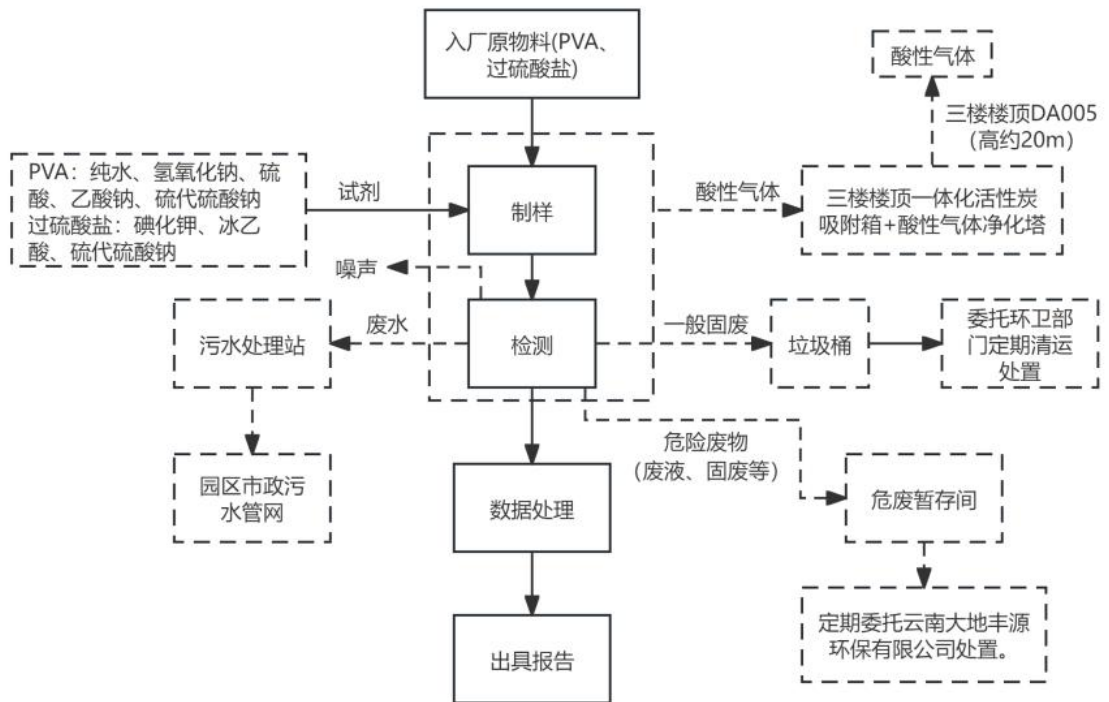 入厂原物料(PVA、
过硫酸盐)
酸性气体
三楼楼顶DA005
（高约20m）
PVA：纯水、氢氧化钠、硫
酸、乙酸钠、硫代硫酸钠
过硫酸盐：碘化钾、冰乙
酸、硫代硫酸钠
试剂
制样
酸性气体
三楼楼顶一体化活性炭
吸附箱+酸性气体净化塔
噪声
污水处理站
废水
检测
一般固废
垃圾桶
委托环卫部
门定期清运
处置
危险废物
（废液、固废等）
园区市政污
水管网
数据处理
危废暂存间
出具报告
定期委托云南大地丰源
环保有限公司处置。